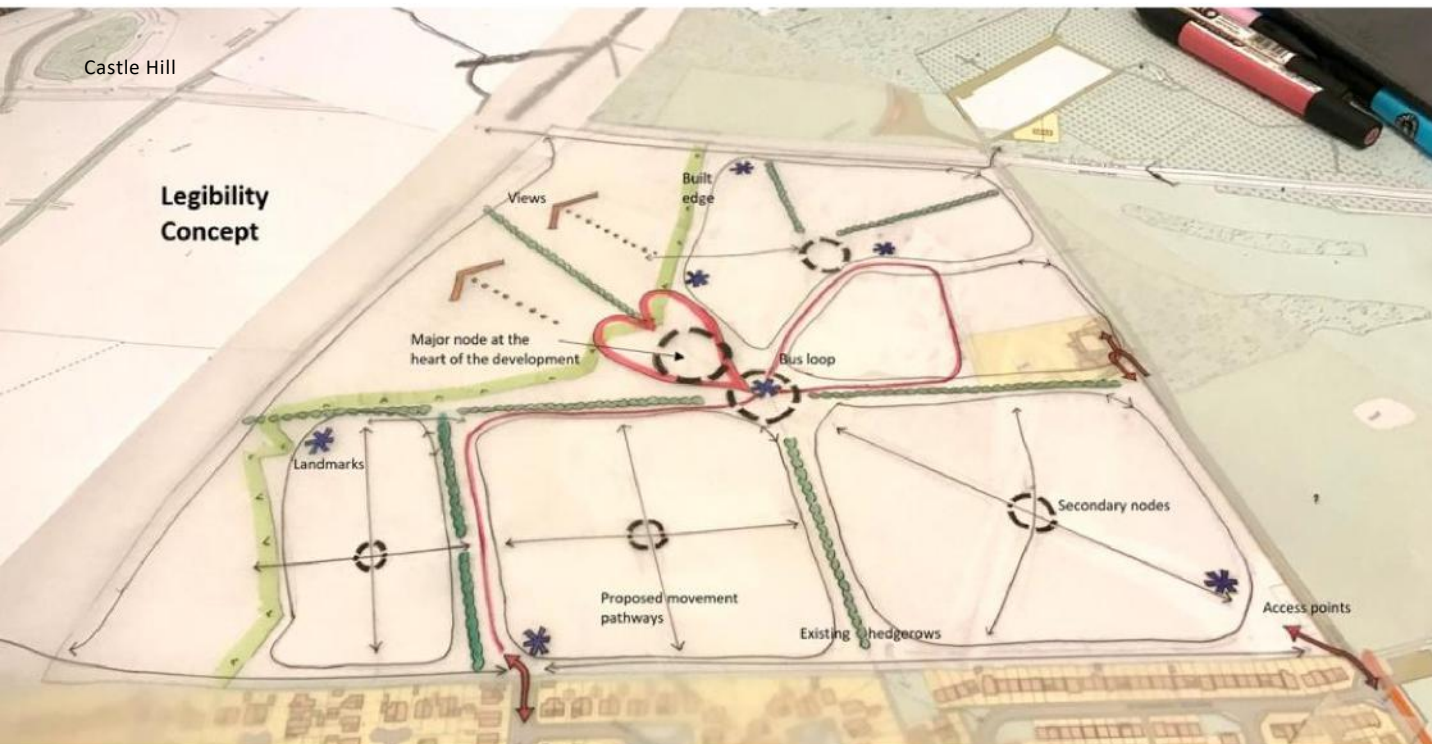 Castle Hill
Legibility
Concept
Views
Built
edge
Major node at the
heart of the development
Bus loop
Landmarks
Secondary nodes
Proposed movement
pathways
Existing hedgerows
Access points